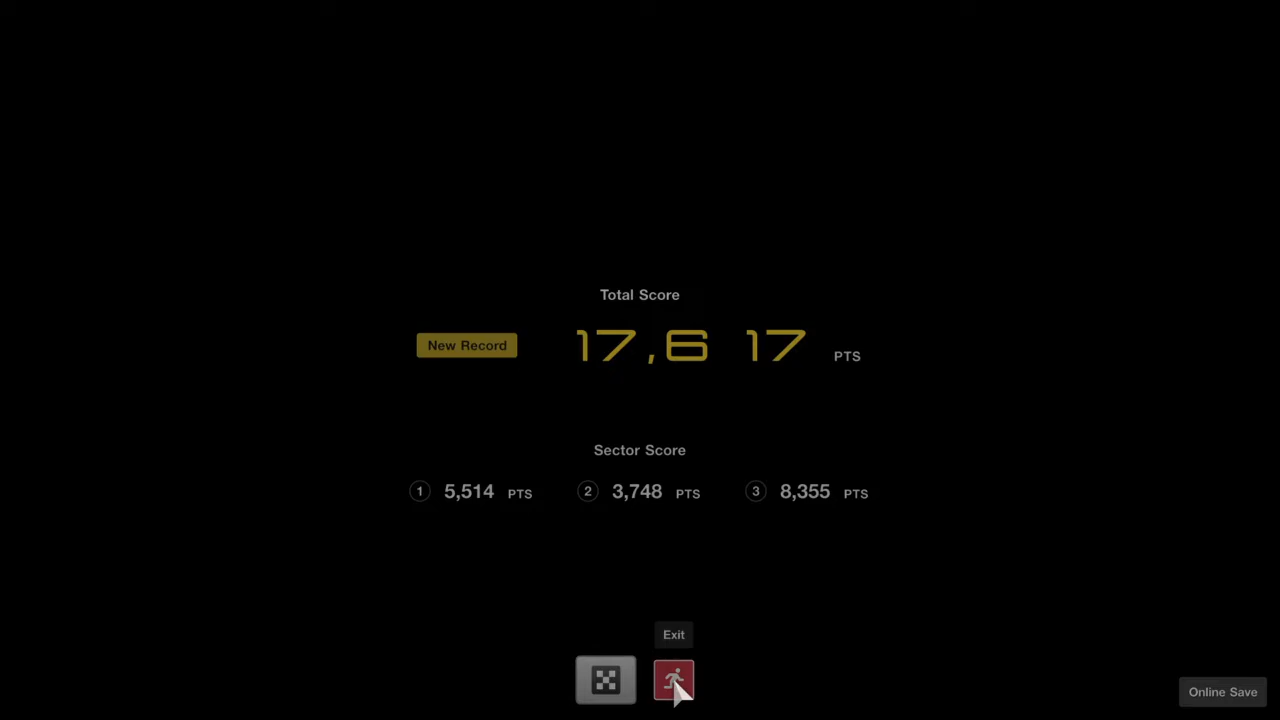 Total Score
New Record 17,617 PTS
Sector Score
1 5,514 PTS 2 3,748 PTS 3 8,355 PTS
Exit
Online Save